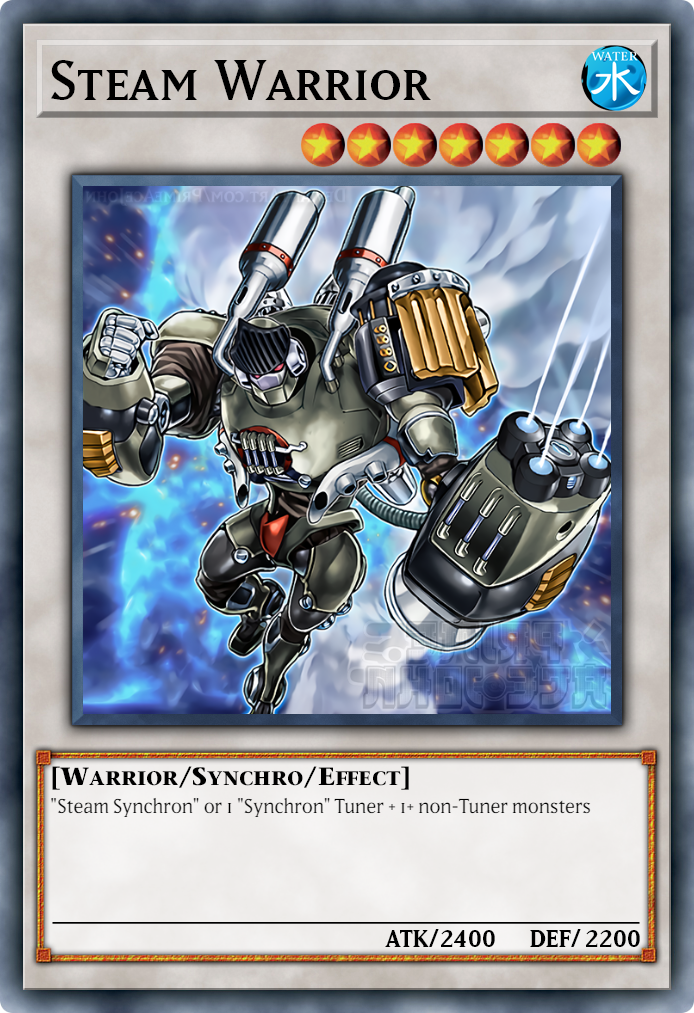 Steam Warrior
WATER
水
[Warrior/Synchro/Effect]
"Steam Synchron" or 1 "Synchron" Tuner + 1+ non-Tuner monsters
ATK/2400 DEF/2200